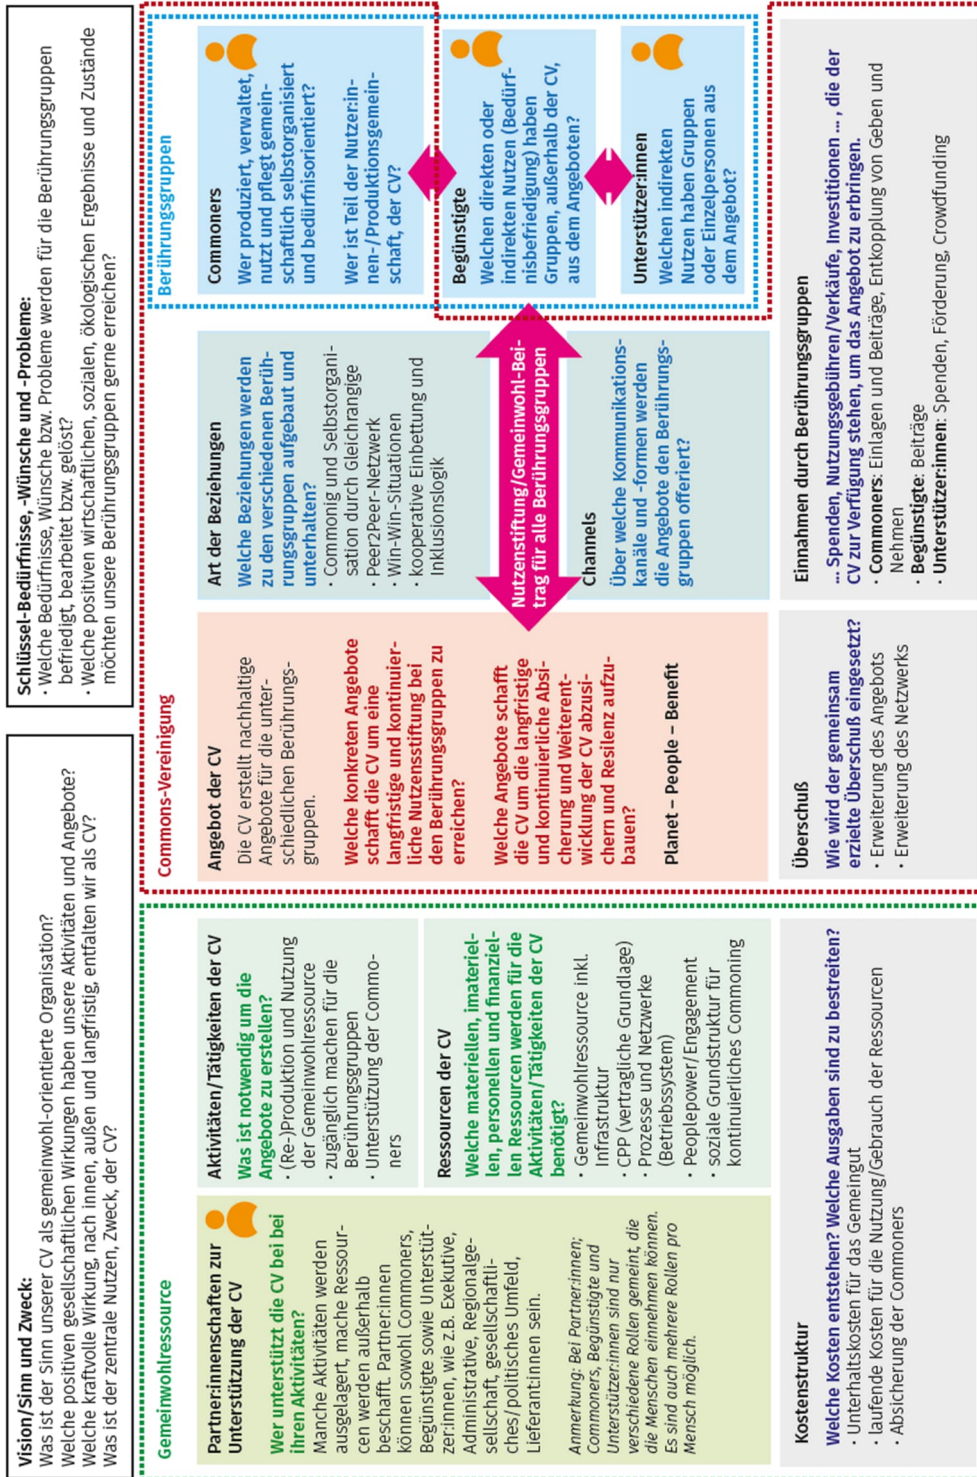 Vision/Sinn und Zweck:
Was ist der Sinn unserer CV als gemeinwohl-orientierte Organisation?
Welche positiven gesellschaftlichen Wirkungen haben unsere Aktivitäten und Angebote?
Welche kraftvolle Wirkung, nach innen, außen und langfristig, entfalten wir als CV?
Was ist der zentrale Nutzen, Zweck, der CV?
Schlüssel-Bedürfnisse, -Wünsche und -Probleme:
· Welche Bedürfnisse, Wünsche bzw. Probleme werden für die Berührungsgruppen
befriedigt, bearbeitet bzw. gelöst?
· Welche positiven wirtschaftlichen, sozialen, ökologischen Ergebnisse und Zustände
möchten unsere Berührungsgruppen gerne erreichen?
Gemeinwohlressource
Partner:innenschaften zur
Unterstützung der CV
Wer unterstützt die CV bei bei
ihren Aktivitäten?
Manche Aktivitäten werden
ausgelagert, mache Ressour-
cen werden außerhalb
beschafft. Partner:innen
können sowohl Commoners,
Begünstigte sowie Unterstüt-
zer:innen, wie z.B. Exekutive,
Administrative, Regionalge-
sellschaft, gesellschaftli-
ches/politisches Umfeld,
Lieferant:innen sein.
Anmerkung: Bei Partner:innen;
Commoners, Begünstigte und
Unterstützer:innen sind nur
verschiedene Rollen gemeint, die
die Menschen einnehmen können.
Es sind auch mehrere Rollen pro
Mensch möglich.
Aktivitäten/Tätigkeiten der CV
Was ist notwendig um die
Angebote zu erstellen?
· (Re-)Produktion und Nutzung
der Gemeinwohlressource
· zugänglich machen für die
Berührungsgruppen
· Unterstützung der Commo-
ners
Ressourcen der CV
Welche materiellen, imateriel-
len, personellen und finanziel-
len Ressourcen werden für die
Aktivitäten/Tätigkeiten der CV
benötigt?
· Gemeinwohlressource inkl.
Infrastruktur
· CPP (vertragliche Grundlage)
· Prozesse und Netzwerke
(Betriebssystem)
· Peoplepower/Engagement
· soziale Grundstruktur für
kontinuierliches Commoning
Commons-Vereinigung
Angebot der CV
Die CV erstellt nachhaltige
Angebote für die unter-
schiedlichen Berührungs-
gruppen.
Welche konkreten Angebote
schafft die CV um eine
langfristige und kontinuier-
liche Nutzenstiftung bei
den Berührungsgruppen zu
erreichen?
Welche Angebote schafft
die CV um die langfristige
und kontinuierliche Absi-
cherung und Weiterent-
wicklung der CV abzusi-
chern und Resilenz aufzu-
bauen?
Planet – People – Benefit
Art der Beziehungen
Welche Beziehungen werden
zu den verschiedenen Berüh-
rungsgruppen aufgebaut und
unterhalten?
· Commonig und Selbstorgani-
sation durch Gleichrangige
· Peer2Peer-Netzwerk
· Win-Win-Situationen
· kooperative Einbettung und
Inklusionslogik
Nutzenstiftung/Gemeinwohl-Bei-
trag für alle Berührungsgruppen
Channels
Über welche Kommunikations-
kanäle und -formen werden
die Angebote den Berührungs-
gruppen offeriert?
Berührungsgruppen
Commoners
Wer produziert, verwaltet,
nutzt und pflegt gemein-
schaftlich selbstorganisiert
und bedürfnisorientiert?
Wer ist Teil der Nutzer:in-
nen-/Produktionsgemein-
schaft, der CV?
Begünstigte
Welchen direkten oder
indirekten Nutzen (Bedürf-
nisbefriedigung) haben
Gruppen, außerhalb der CV,
aus dem Angeboten?
Unterstützer:innen
Welchen indirekten
Nutzen haben Gruppen
oder Einzelpersonen aus
dem Angebot?
Kostenstruktur
Welche Kosten entstehen? Welche Ausgaben sind zu bestreiten?
· Unterhaltskosten für das Gemeingut
· laufende Kosten für die Nutzung/Gebrauch der Ressourcen
· Absicherung der Commoners
Überschuß
Wie wird der gemeinsam
erzielte Überschuß eingesetzt?
· Erweiterung des Angebots
· Erweiterung des Netzwerks
Einnahmen durch Berührungsgruppen
... Spenden, Nutzungsgebühren/Verkäufe, Investitionen ... , die der
CV zur Verfügung stehen, um das Angebot zu erbringen.
· Commoners: Einlagen und Beiträge, Entkopplung von Geben und
Nehmen
· Begünstigte: Beiträge
· Unterstützer:innen: Spenden, Förderung, Crowdfunding